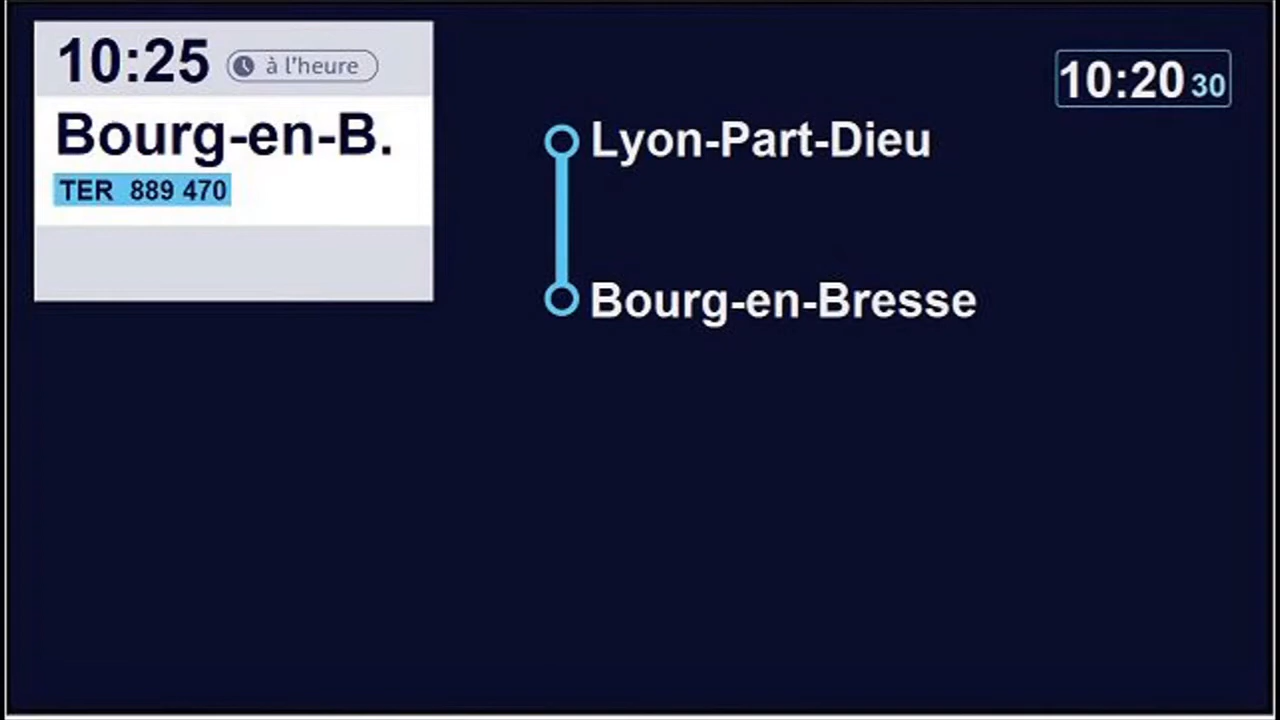 10:25 à l'heure
Bourg-en-B.
TER 889 470
10:20 30
Lyon-Part-Dieu
Bourg-en-Bresse